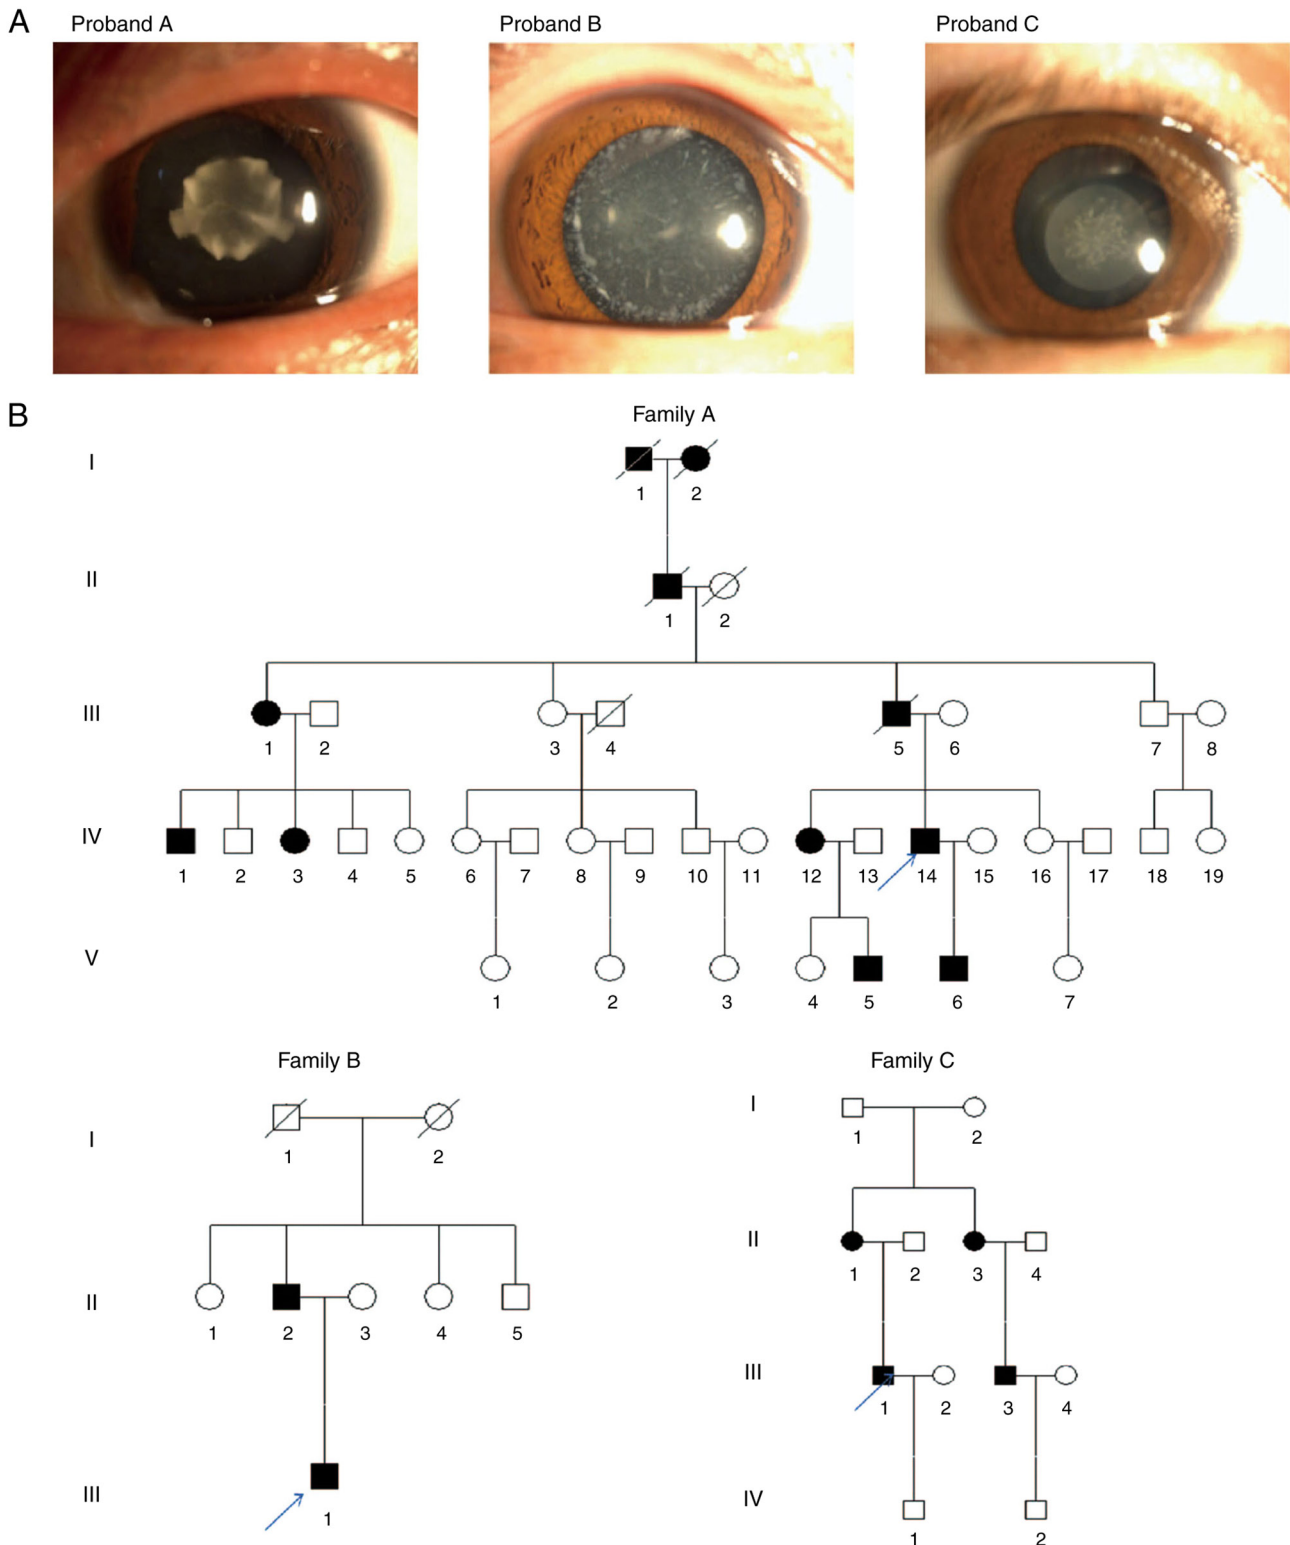 A
Proband A Proband B Proband C
B
Family A
I
1 2
II
1 2
III
1 2 3 4 5 6 7 8
IV
1 2 3 4 5 6 7 8 9 10 11 12 13 14 15 16 17 18 19
V
1 2 3 4 5 6 7
Family B
I
1 2
II
1 2 3 4 5
III
1
Family C
I
1 2
II
1 2 3 4
III
1 2 3 4
IV
1 2